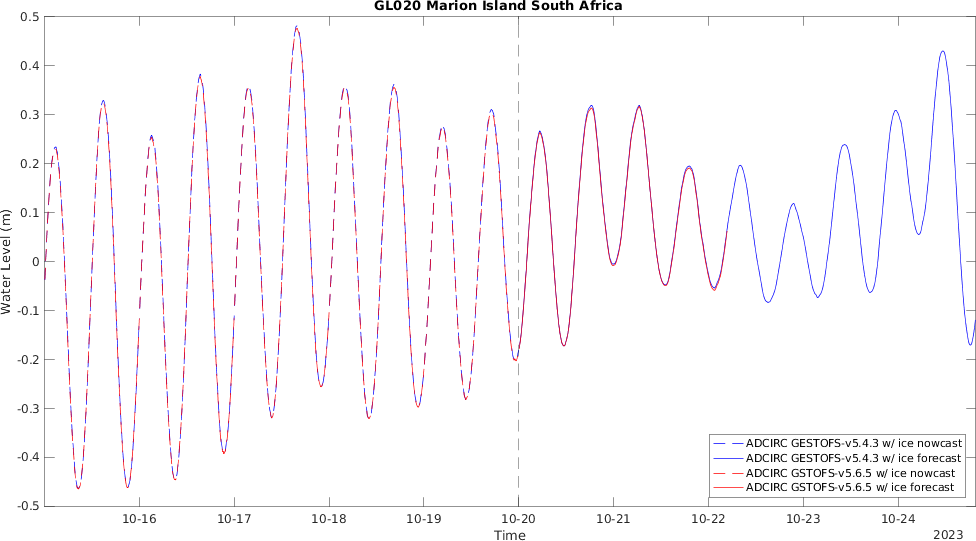 GL020 Marion Island South Africa
0.5
0.4
0.3
0.2
0.1
0
-0.1
-0.2
-0.3
-0.4
-0.5
Water Level (m)
ADCIRC GESTOFS-v5.4.3 w/ ice nowcast
ADCIRC GESTOFS-v5.4.3 w/ ice forecast
ADCIRC GSTOFS-v5.6.5 w/ ice nowcast
ADCIRC GSTOFS-v5.6.5 w/ ice forecast
10-16 10-17 10-18 10-19 10-20 10-21 10-22 10-23 10-24
Time
2023